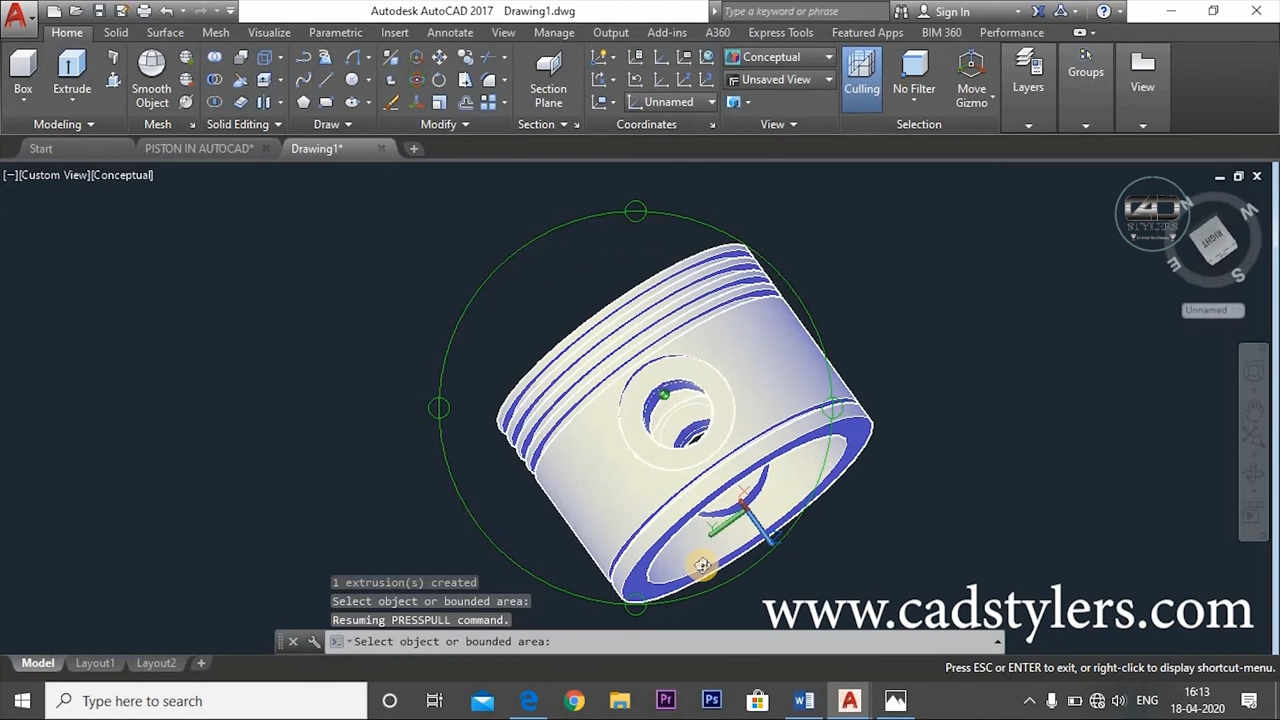 Autodesk AutoCAD 2017 Drawing1.dwg
Type a keyword or phrase
Sign In
Home Solid Surface Mesh Visualize Parametric Insert Annotate View Manage Output Add-ins A360 Express Tools Featured Apps BIM 360 Performance
Conceptual
Unsaved View
Unnamed
Box Extrude Smooth Object Section Plane Culling No Filter Move Gizmo Layers Groups View
Modeling Mesh Solid Editing Draw Modify Section Coordinates View Selection
Start PISTON IN AUTOCAD* Drawing1*
[−][Custom View][Conceptual]
CAD
STYLERS
N W
RIGHT
E S
Unnamed
X
Y
1 extrusion(s) created
Select object or bounded area:
Resuming PRESSPULL command.
Select object or bounded area:
www.cadstylers.com
Model Layout1 Layout2
Press ESC or ENTER to exit, or right-click to display shortcut-menu.
Type here to search
Pr Ps
ENG
16:13
18-04-2020